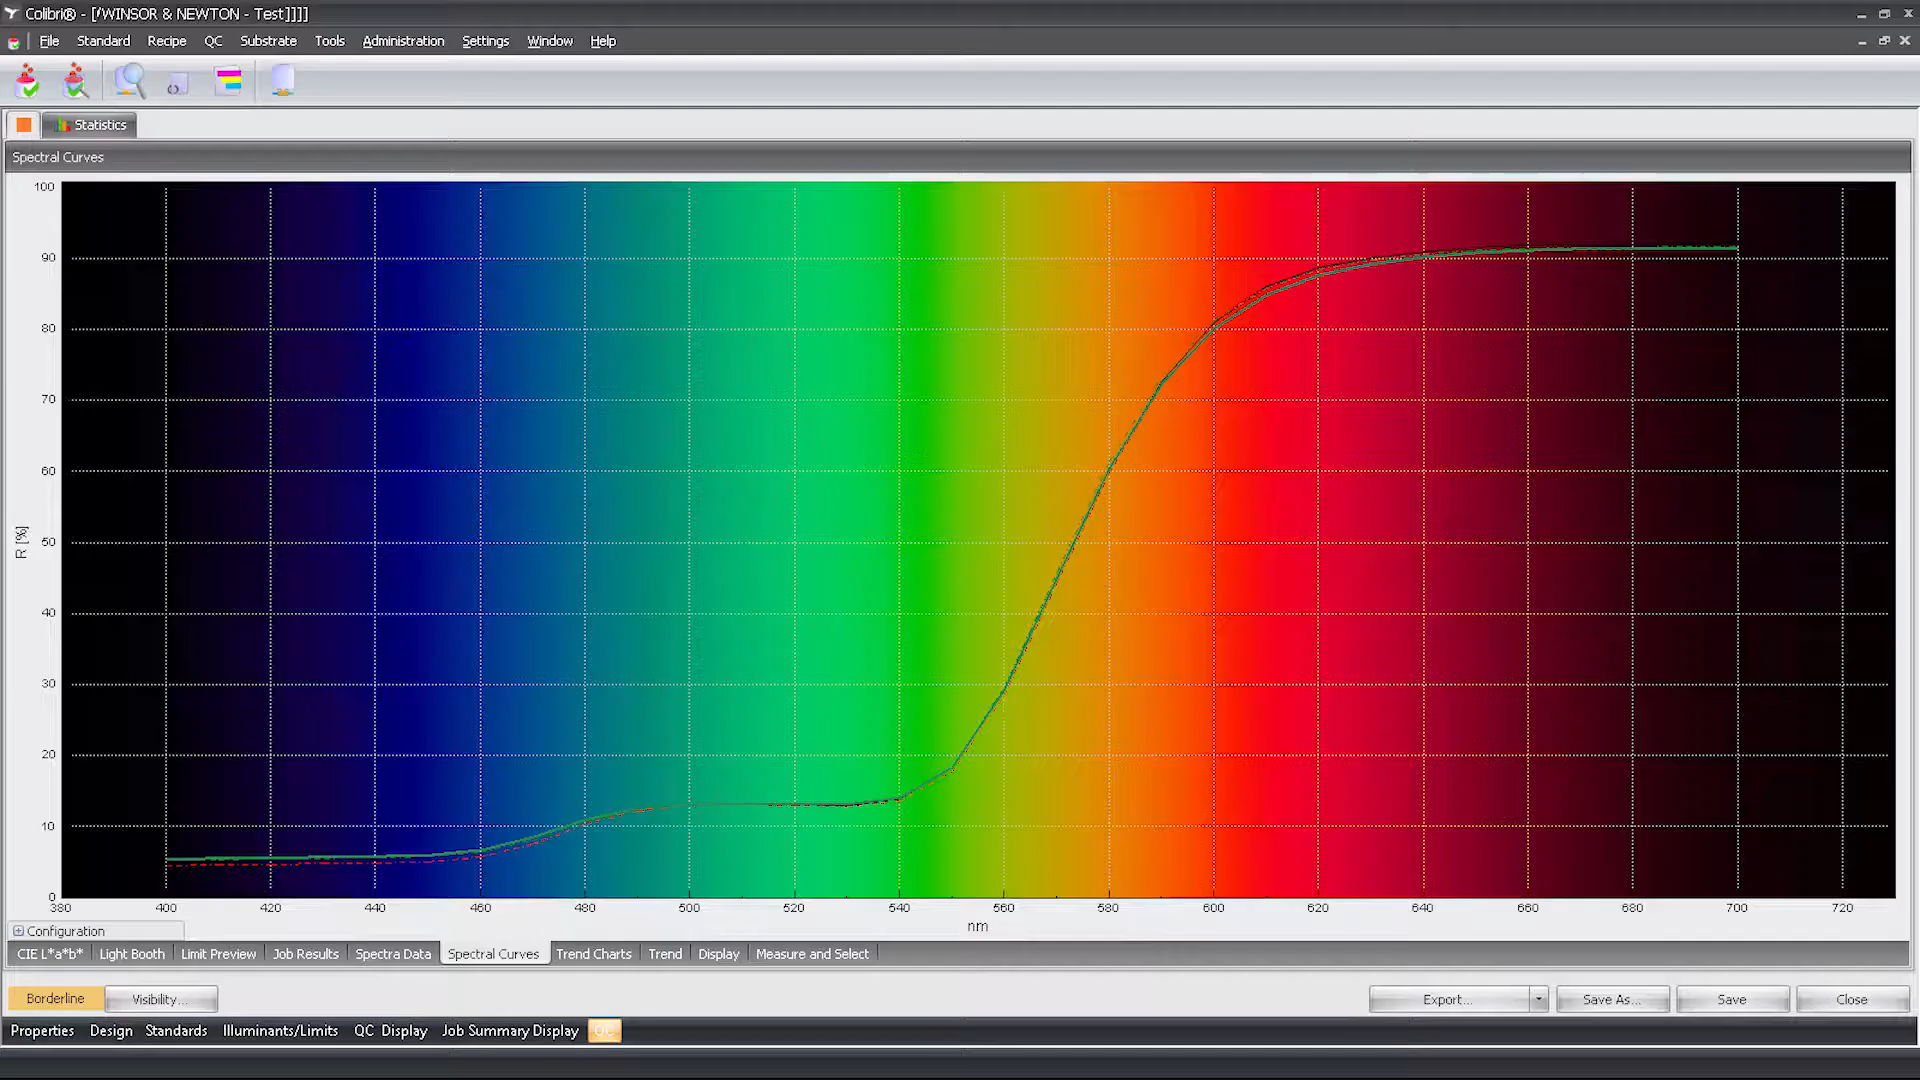 Colibri® - [/WINSOR & NEWTON - Test]]]]
File Standard Recipe QC Substrate Tools Administration Settings Window Help
Statistics
Spectral Curves
100
90
80
70
60
50
40
30
20
10
0
R [%]
380 400 420 440 460 480 500 520 540 560 580 600 620 640 660 680 700 720
nm
Configuration
CIE L*a*b* Light Booth Limit Preview Job Results Spectra Data Spectral Curves Trend Charts Trend Display Measure and Select
Borderline Visibility... Export... Save As... Save Close
Properties Design Standards Illuminants/Limits QC Display Job Summary Display QC